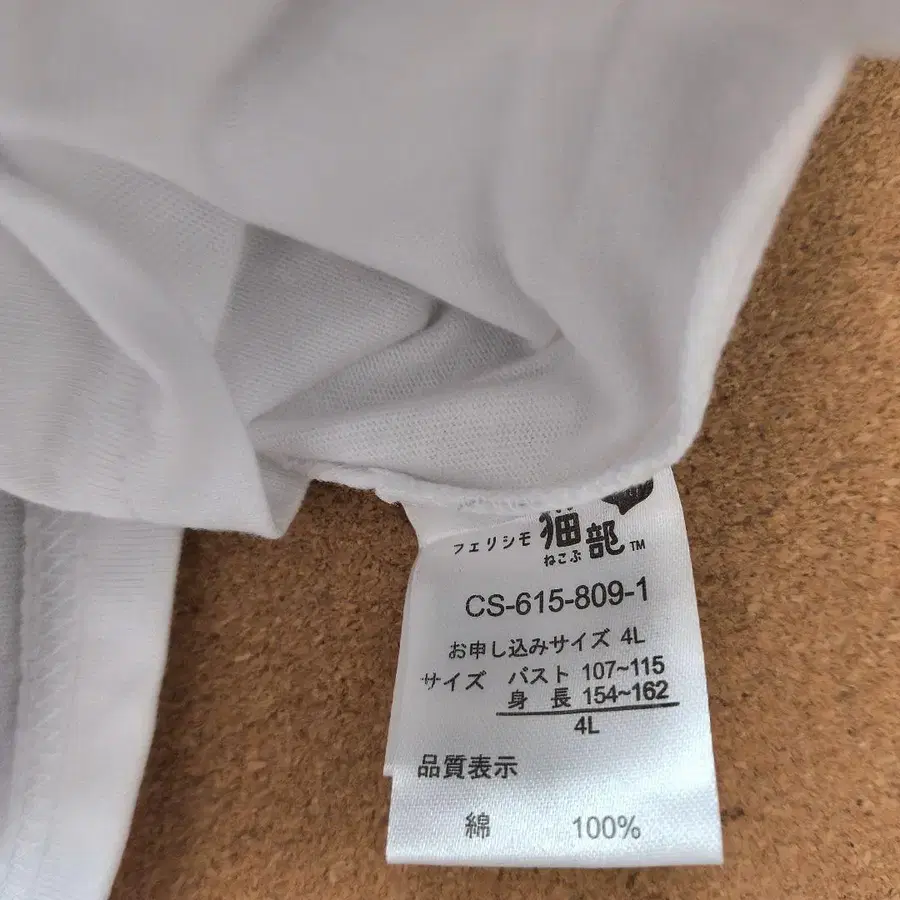 フェリシモ 猫部™
ねこぶ
CS-615-809-1
お申し込みサイズ 4L
サイズ バスト 107~115
身 長 154~162
4L
品質表示
綿 100%